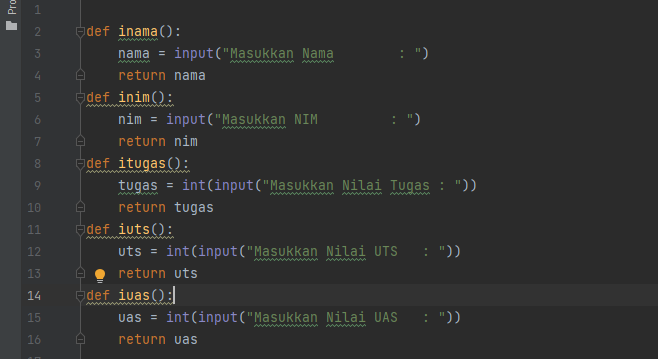 Pro
1
2 def inama():
3     nama = input("Masukkan Nama        : ")
4     return nama
5 def inim():
6     nim = input("Masukkan NIM         : ")
7     return nim
8 def itugas():
9     tugas = int(input("Masukkan Nilai Tugas : "))
10     return tugas
11 def iuts():
12     uts = int(input("Masukkan Nilai UTS   : "))
13     return uts
14 def iuas():
15     uas = int(input("Masukkan Nilai UAS   : "))
16     return uas